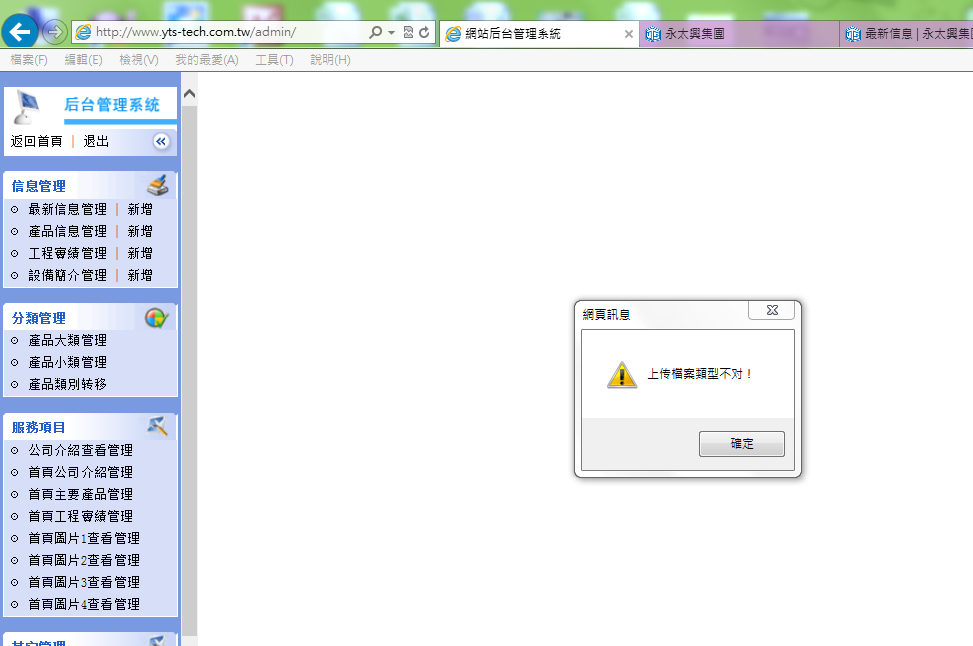 http://www.yts-tech.com.tw/admin/
網站后台管理系統
永太興集團
最新信息 | 永太興集團
檔案(F) 編輯(E) 檢視(V) 我的最愛(A) 工具(T) 說明(H)
后台管理系统
返回首頁 | 退出
信息管理
最新信息管理 | 新增
產品信息管理 | 新增
工程實績管理 | 新增
設備簡介管理 | 新增
分類管理
產品大類管理
產品小類管理
產品類別转移
服務項目
公司介紹查看管理
首頁公司介紹管理
首頁主要產品管理
首頁工程實績管理
首頁圖片1查看管理
首頁圖片2查看管理
首頁圖片3查看管理
首頁圖片4查看管理
其它管理
網頁訊息
上传檔案類型不对！
確定